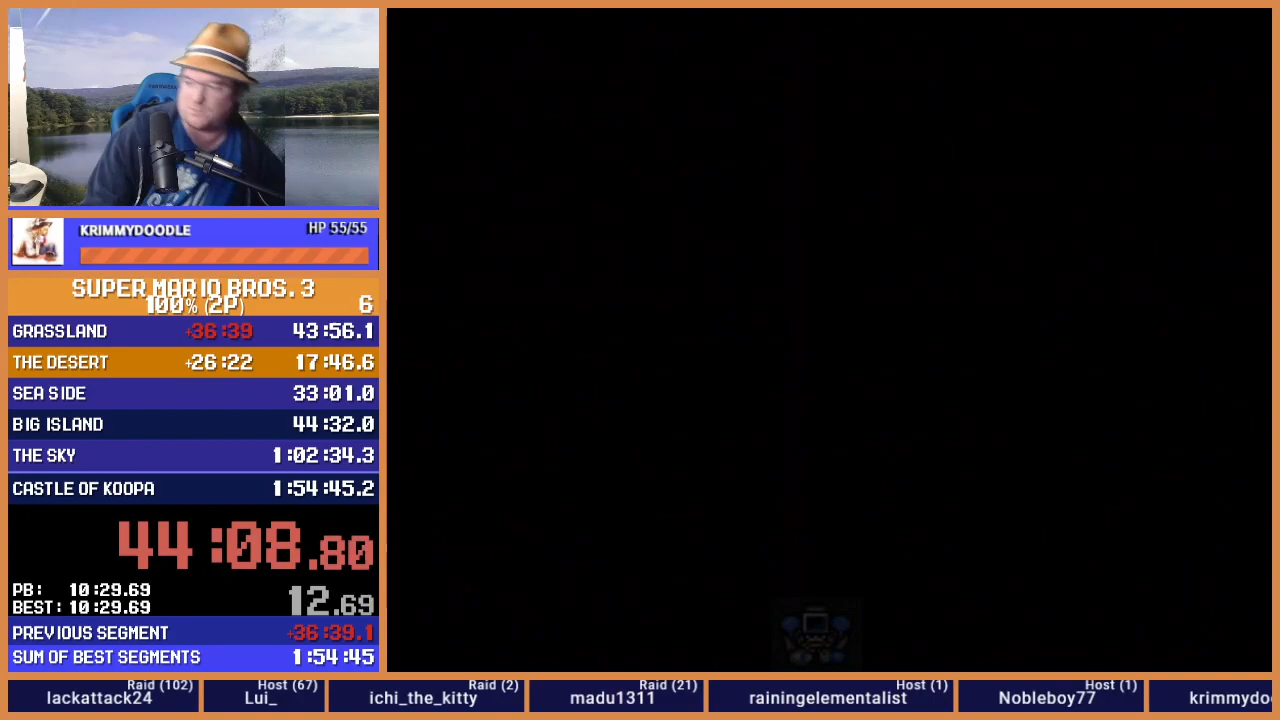 KRIMMYDOODLE HP 55/55
SUPER MARIO BROS. 3
100% (2P) 6
GRASSLAND +36:39 43:56.1
THE DESERT +26:22 17:46.6
SEA SIDE 33:01.0
BIG ISLAND 44:32.0
THE SKY 1:02:34.3
CASTLE OF KOOPA 1:54:45.2
44:08.80
PB: 10:29.69
BEST: 10:29.69
12.69
PREVIOUS SEGMENT +36:39.1
SUM OF BEST SEGMENTS 1:54:45
Raid (102) Host (67) Raid (2) Raid (21) Host (1) Host (1)
lackattack24 Lui_ ichi_the_kitty madu1311 rainingelementalist Nobleboy77 krimmydo